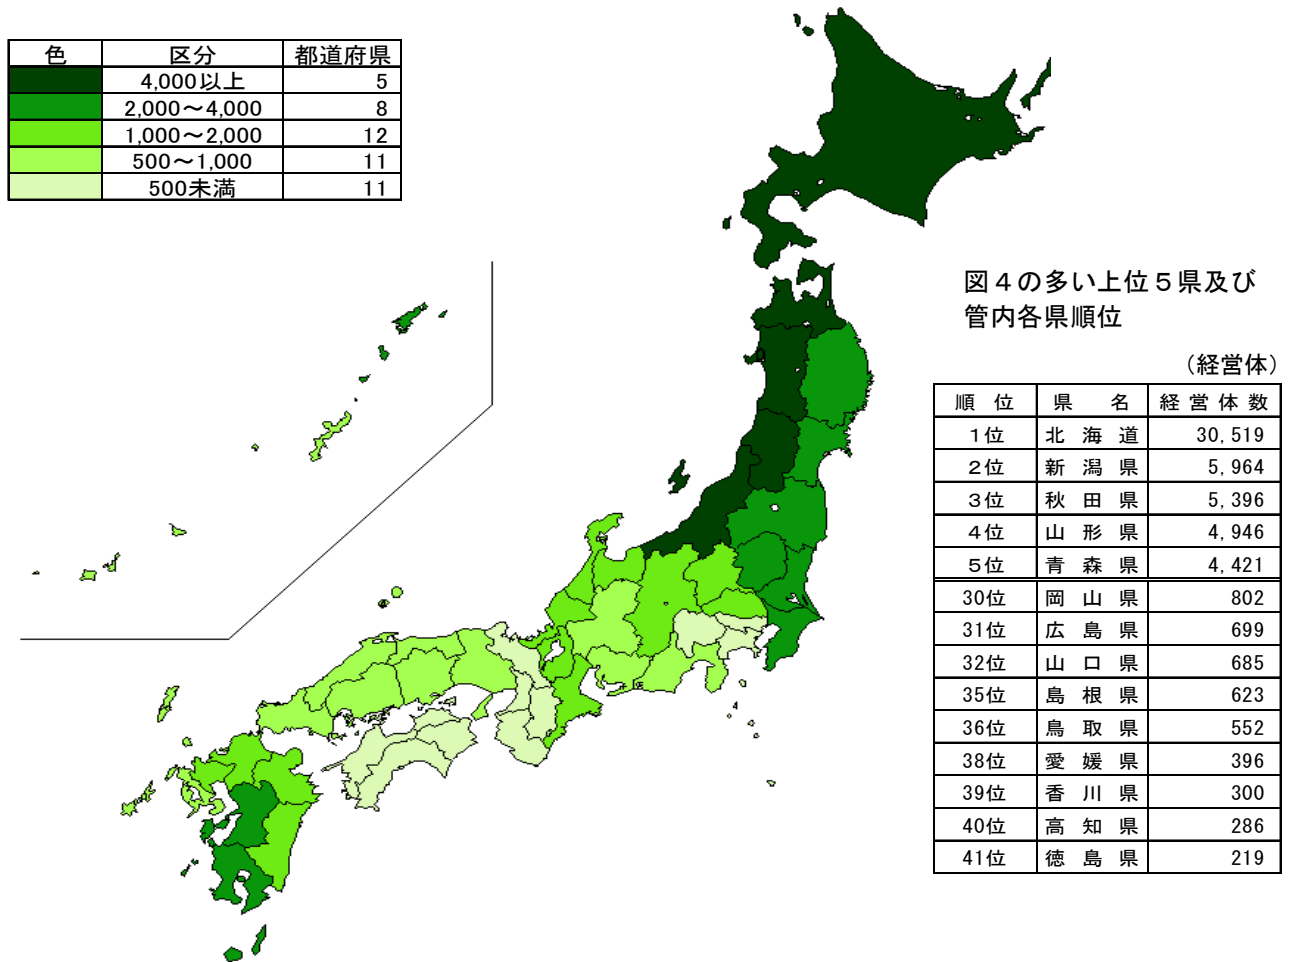 色 区分 都道府県
4,000以上 5
2,000～4,000 8
1,000～2,000 12
500～1,000 11
500未満 11
図４の多い上位５県及び
管内各県順位
（経営体）
順位 県名 経営体数
1位 北海道 30,519
2位 新潟県 5,964
3位 秋田県 5,396
4位 山形県 4,946
5位 青森県 4,421
30位 岡山県 802
31位 広島県 699
32位 山口県 685
35位 島根県 623
36位 鳥取県 552
38位 愛媛県 396
39位 香川県 300
40位 高知県 286
41位 徳島県 219